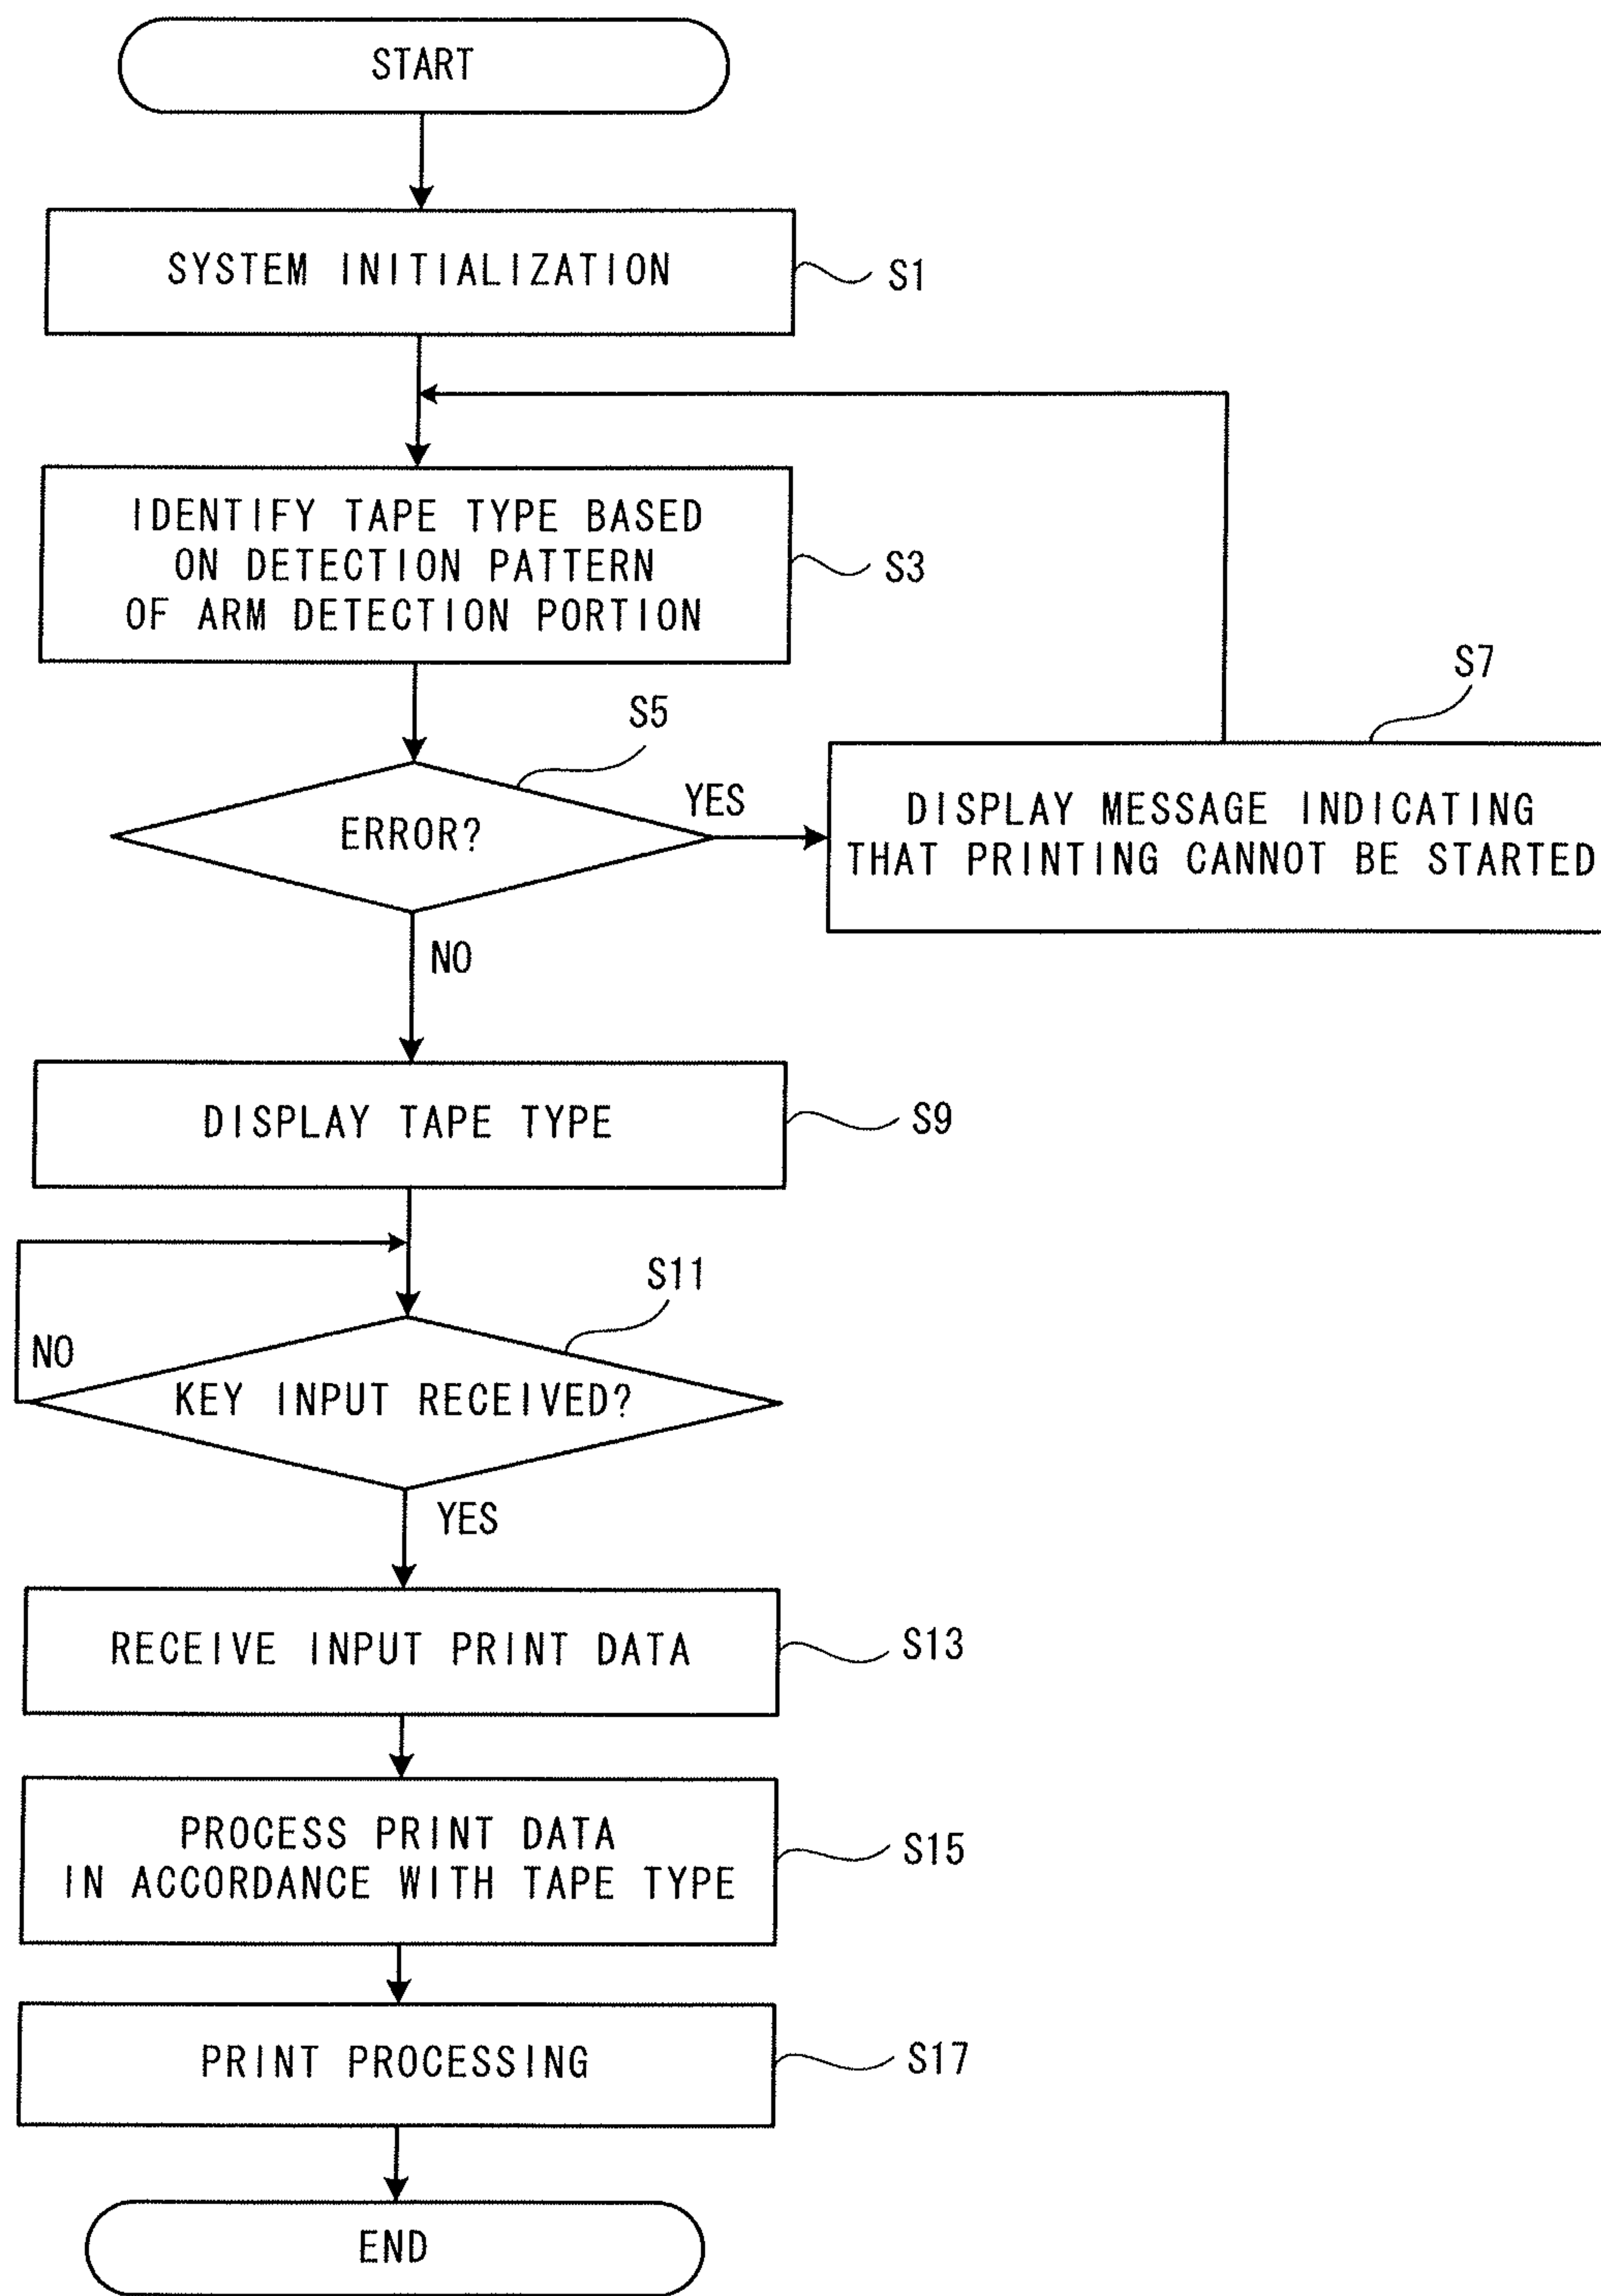 START
SYSTEM INITIALIZATION
S1
IDENTIFY TAPE TYPE BASED
ON DETECTION PATTERN
OF ARM DETECTION PORTION
S3
S5
ERROR?
YES
NO
S7
DISPLAY MESSAGE INDICATING
THAT PRINTING CANNOT BE STARTED
DISPLAY TAPE TYPE
S9
S11
NO
KEY INPUT RECEIVED?
YES
RECEIVE INPUT PRINT DATA
S13
PROCESS PRINT DATA
IN ACCORDANCE WITH TAPE TYPE
S15
PRINT PROCESSING
S17
END